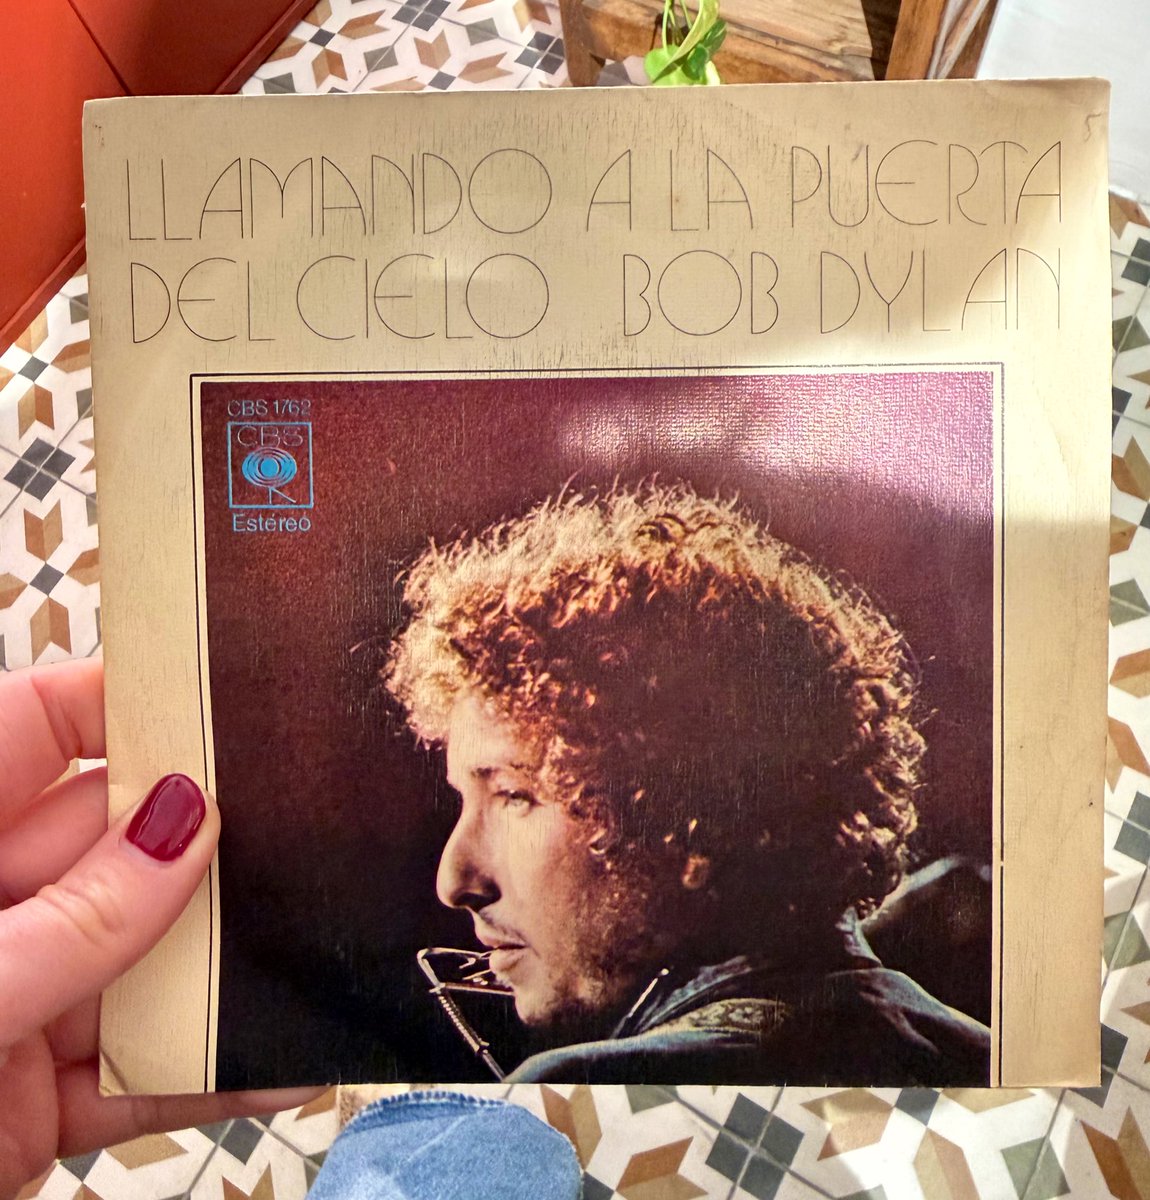 LLAMANDO A LA PUERTA
DEL CIELO BOB DYLAN
CBS 1762
CBS
Estéreo